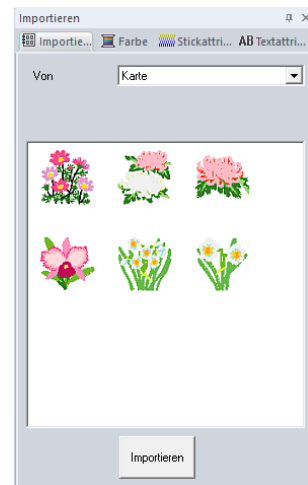 Importieren
Importie... Farbe Stickattri... AB Textattri...
Von Karte
Importieren